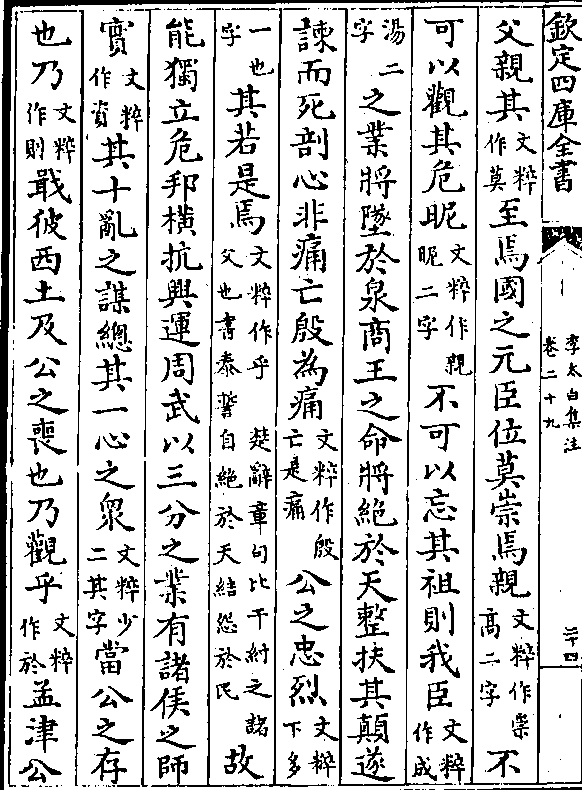 欽定四庫全書
李太白集注
卷二十九
父親其文粹作莫至焉國之元臣位莫崇焉親文粹作崇高二字不
可以觀其危昵文粹作親昵二字不可以忘其祖則我臣文粹作成
湯二字之業將墜於泉商王之命將絕於天整扶其顛遂
諫而死剖心非痛亡殷為痛文粹作殷亡是痛公之忠烈文粹下多
一也字其若是焉文粹作乎 楚辭章句比干紂之諸父也書泰誓自絕於天結怨於民故
能獨立危邦橫抗興運周武以三分之業有諸侯之師
實文粹作資其十亂之謀總其一心之衆文粹少二其字當公之存
也乃文粹作則戢彼西土及公之喪也乃觀乎文粹作於孟津公